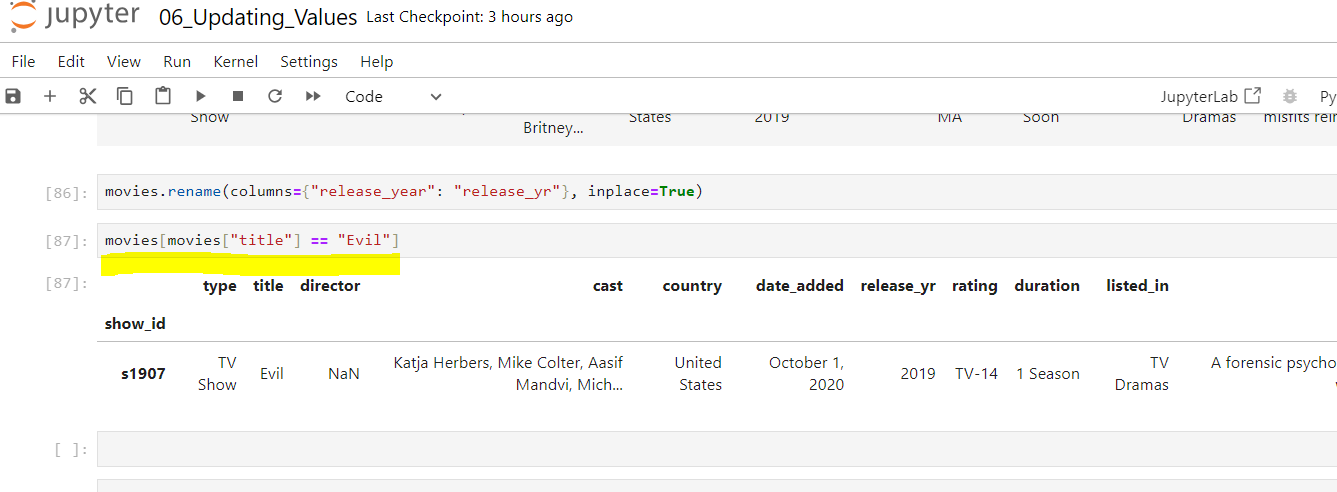 jupyter 06_Updating_Values Last Checkpoint: 3 hours ago
File Edit View Run Kernel Settings Help
Code JupyterLab Py
Show States 2019 MA Soon Dramas misfits
Britney...
[86]: movies.rename(columns={"release_year": "release_yr"}, inplace=True)
[87]: movies[movies["title"] == "Evil"]
[87]: type title director cast country date_added release_yr rating duration listed_in
show_id
s1907 TV Show Evil NaN Katja Herbers, Mike Colter, Aasif Mandvi, Mich... United States October 1, 2020 2019 TV-14 1 Season TV Dramas A forensic psycho
[ ]: